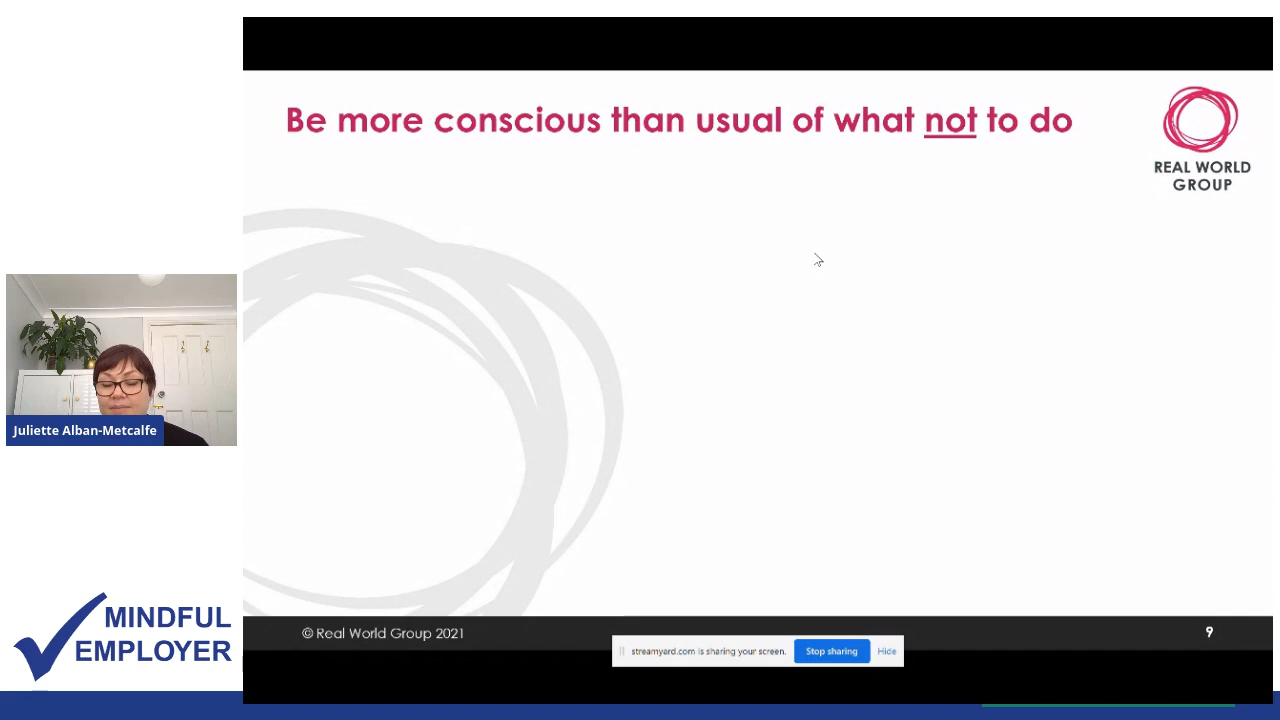 Be more conscious than usual of what not to do
REAL WORLD
GROUP
Juliette Alban-Metcalfe
MINDFUL
EMPLOYER
© Real World Group 2021
9
streamyard.com is sharing your screen.
Stop sharing
Hide